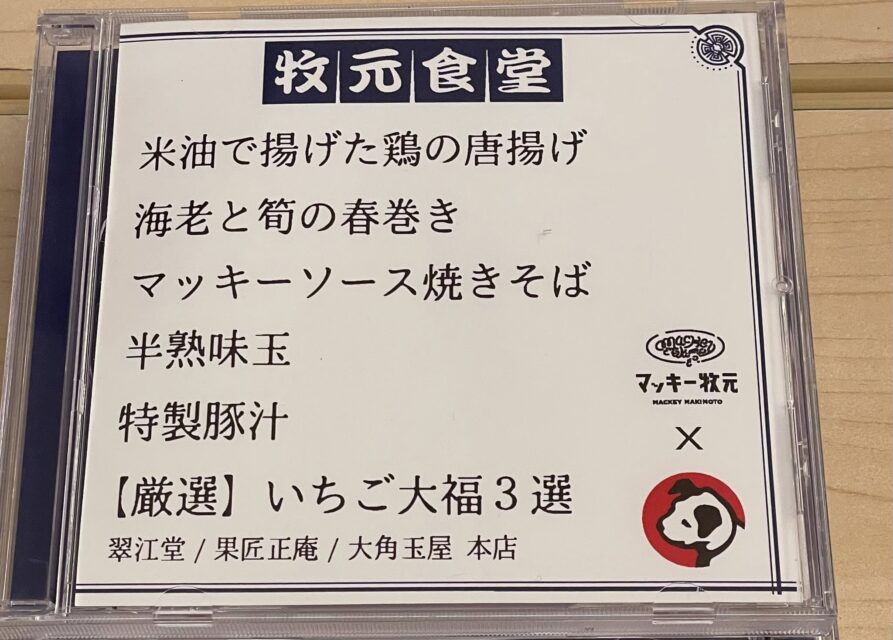 牧元食堂
米油で揚げた鶏の唐揚げ
海老と筍の春巻き
マッキーソース焼きそば
半熟味玉
特製豚汁
【厳選】いちご大福3選
翠江堂 / 果匠正庵 / 大角玉屋 本店
マッキー牧元
MACKEY MAKIMOTO
×